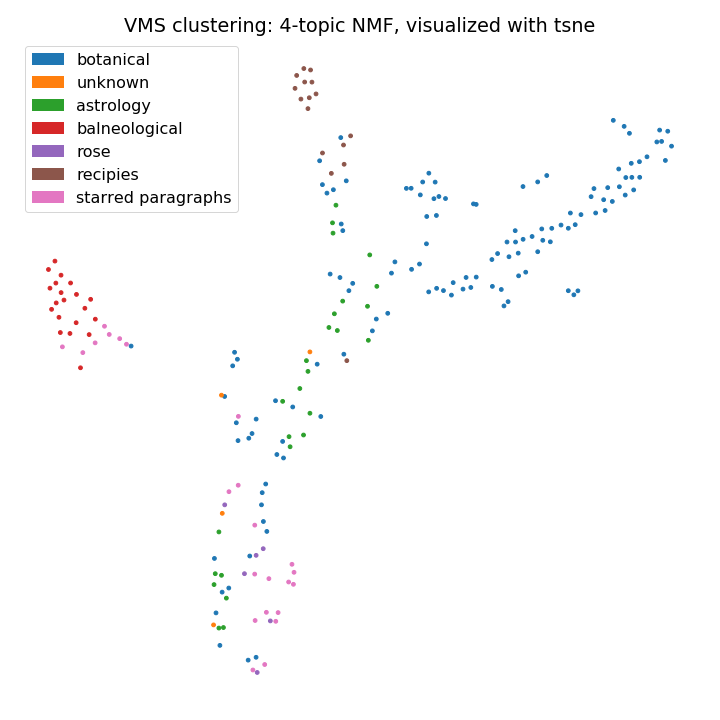 VMS clustering: 4-topic NMF, visualized with tsne
botanical
unknown
astrology
balneological
rose
recipies
starred paragraphs